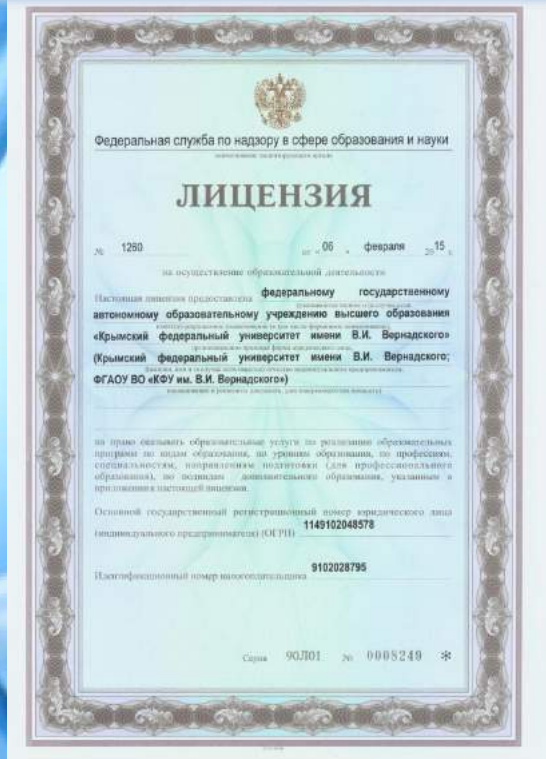 Федеральная служба по надзору в сфере образования и науки
ЛИЦЕНЗИЯ
№ 1260 от « 06 » февраля 20 15 г.
на осуществление образовательной деятельности
Настоящая лицензия предоставлена федеральному государственному
автономному образовательному учреждению высшего образования
«Крымский федеральный университет имени В.И. Вернадского»
(Крымский федеральный университет имени В.И. Вернадского;
ФГАОУ ВО «КФУ им. В.И. Вернадского»)
на право оказывать образовательные услуги по реализации образовательных
программ по видам образования, по уровням образования, по профессиям,
специальностям, направлениям подготовки (для профессионального
образования), по подвидам дополнительного образования, указанным в
приложении к настоящей лицензии.
Основной государственный регистрационный номер юридического лица
(индивидуального предпринимателя) (ОГРН) 1149102048578
Идентификационный номер налогоплательщика 9102028795
Серия 90Л01 № 0008249 *